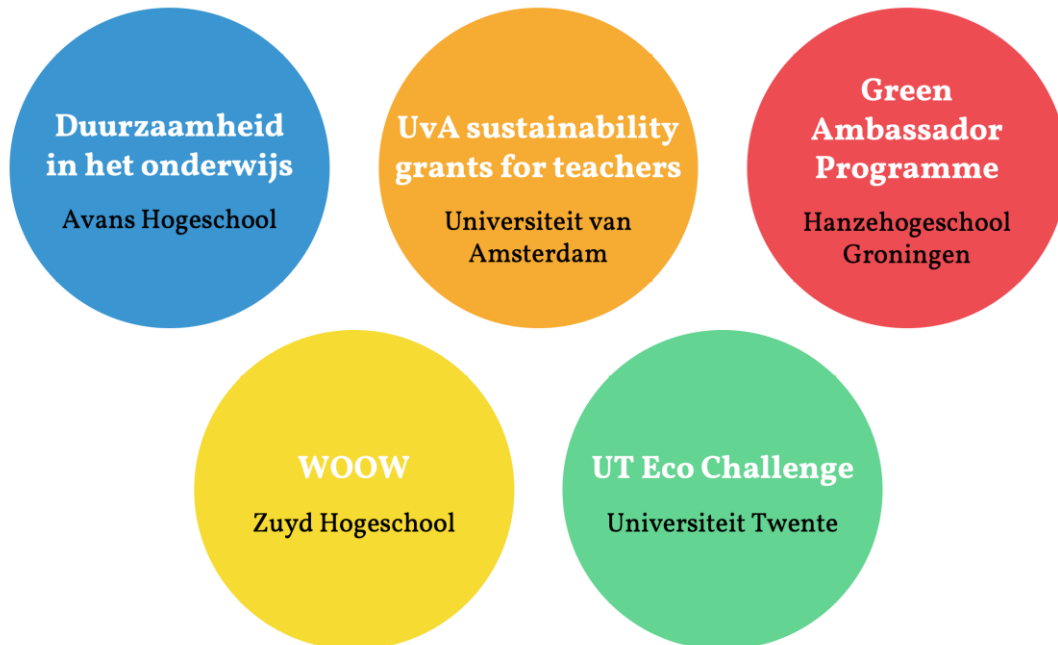 Duurzaamheid
in het onderwijs
Avans Hogeschool
UvA sustainability
grants for teachers
Universiteit van
Amsterdam
Green
Ambassador
Programme
Hanzehogeschool
Groningen
WOOW
Zuyd Hogeschool
UT Eco Challenge
Universiteit Twente